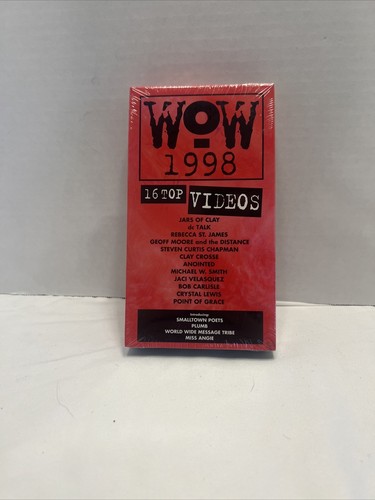 WOW
1998
16 TOP VIDEOS
JARS OF CLAY
dc TALK
REBECCA ST. JAMES
GEOFF MOORE and the DISTANCE
STEVEN CURTIS CHAPMAN
CLAY CROSSE
ANOINTED
MICHAEL W. SMITH
JACI VELASQUEZ
BOB CARLISLE
CRYSTAL LEWIS
POINT OF GRACE
Introducing:
SMALLTOWN POETS
PLUMB
WORLD WIDE MESSAGE TRIBE
MISS ANGIE